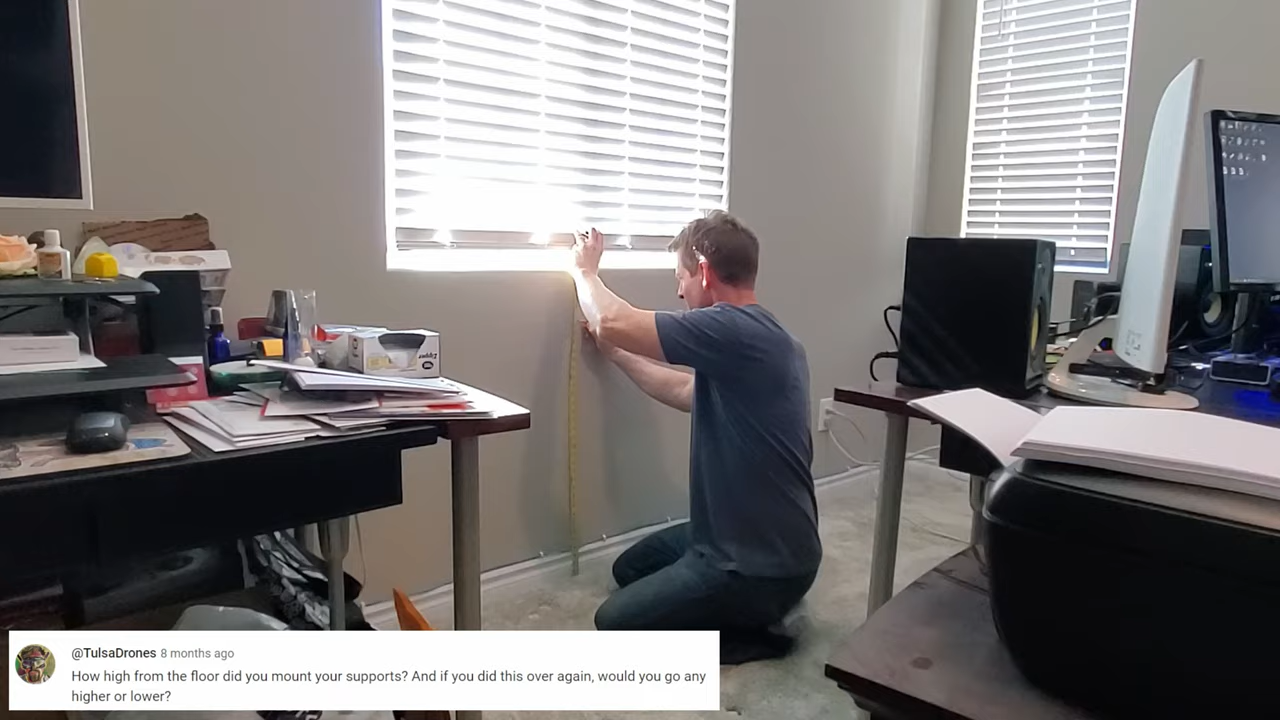 @TulsaDrones 8 months ago
How high from the floor did you mount your supports? And if you did this over again, would you go any
higher or lower?